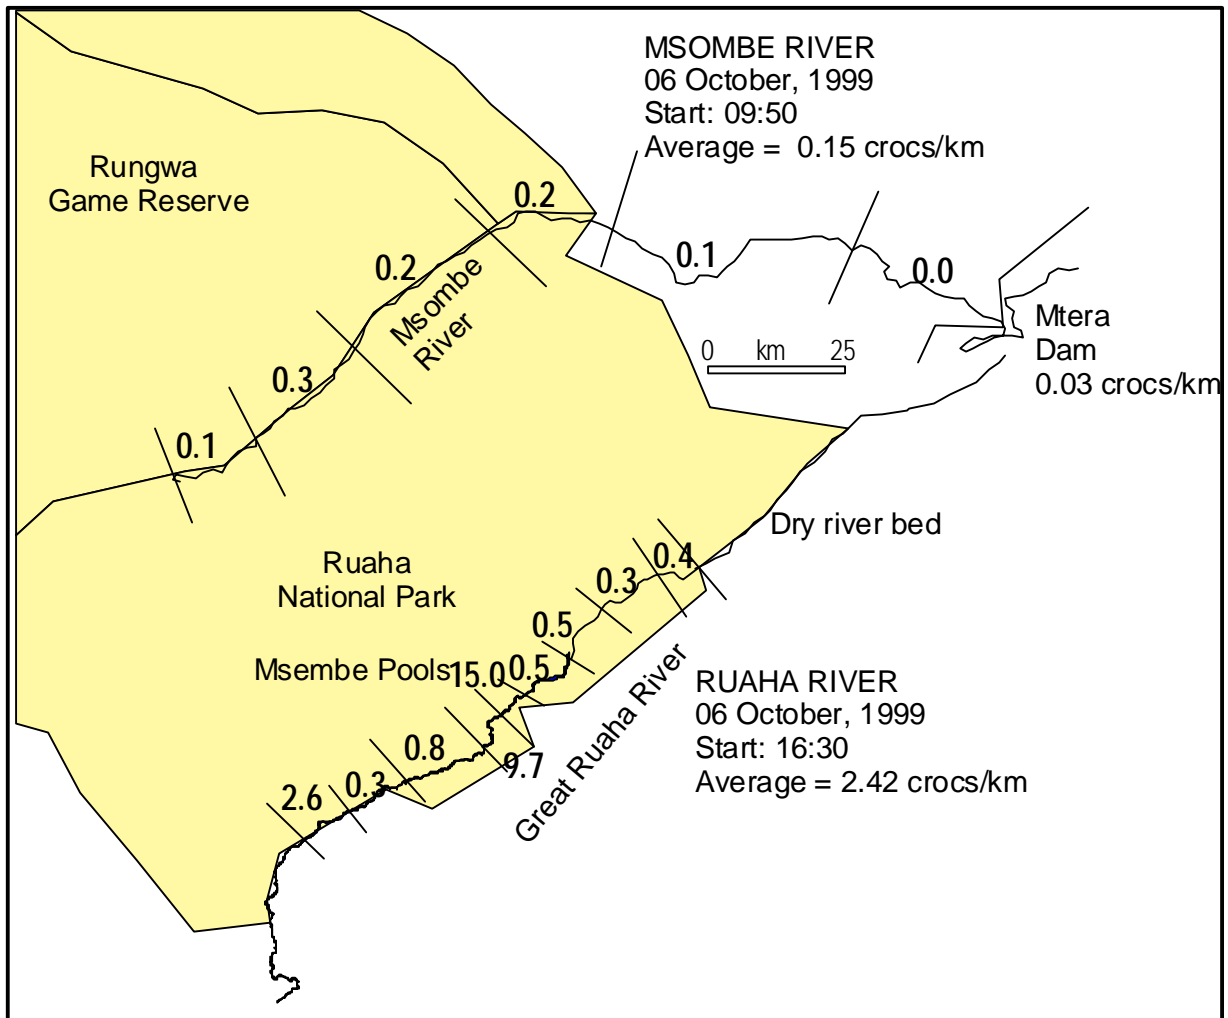 MSOMBE RIVER
06 October, 1999
Start: 09:50
Average =  0.15 crocs/km
Rungwa
Game Reserve
0.2
0.2
0.1
0.0
Msombe
River
Mtera
Dam
0.03 crocs/km
0 km 25
0.3
0.1
Dry river bed
Ruaha
National Park
0.4
0.3
0.5
Msembe Pools
15.0
0.5
9.7
0.8
0.3
2.6
Great Ruaha River
RUAHA RIVER
06 October, 1999
Start: 16:30
Average = 2.42 crocs/km